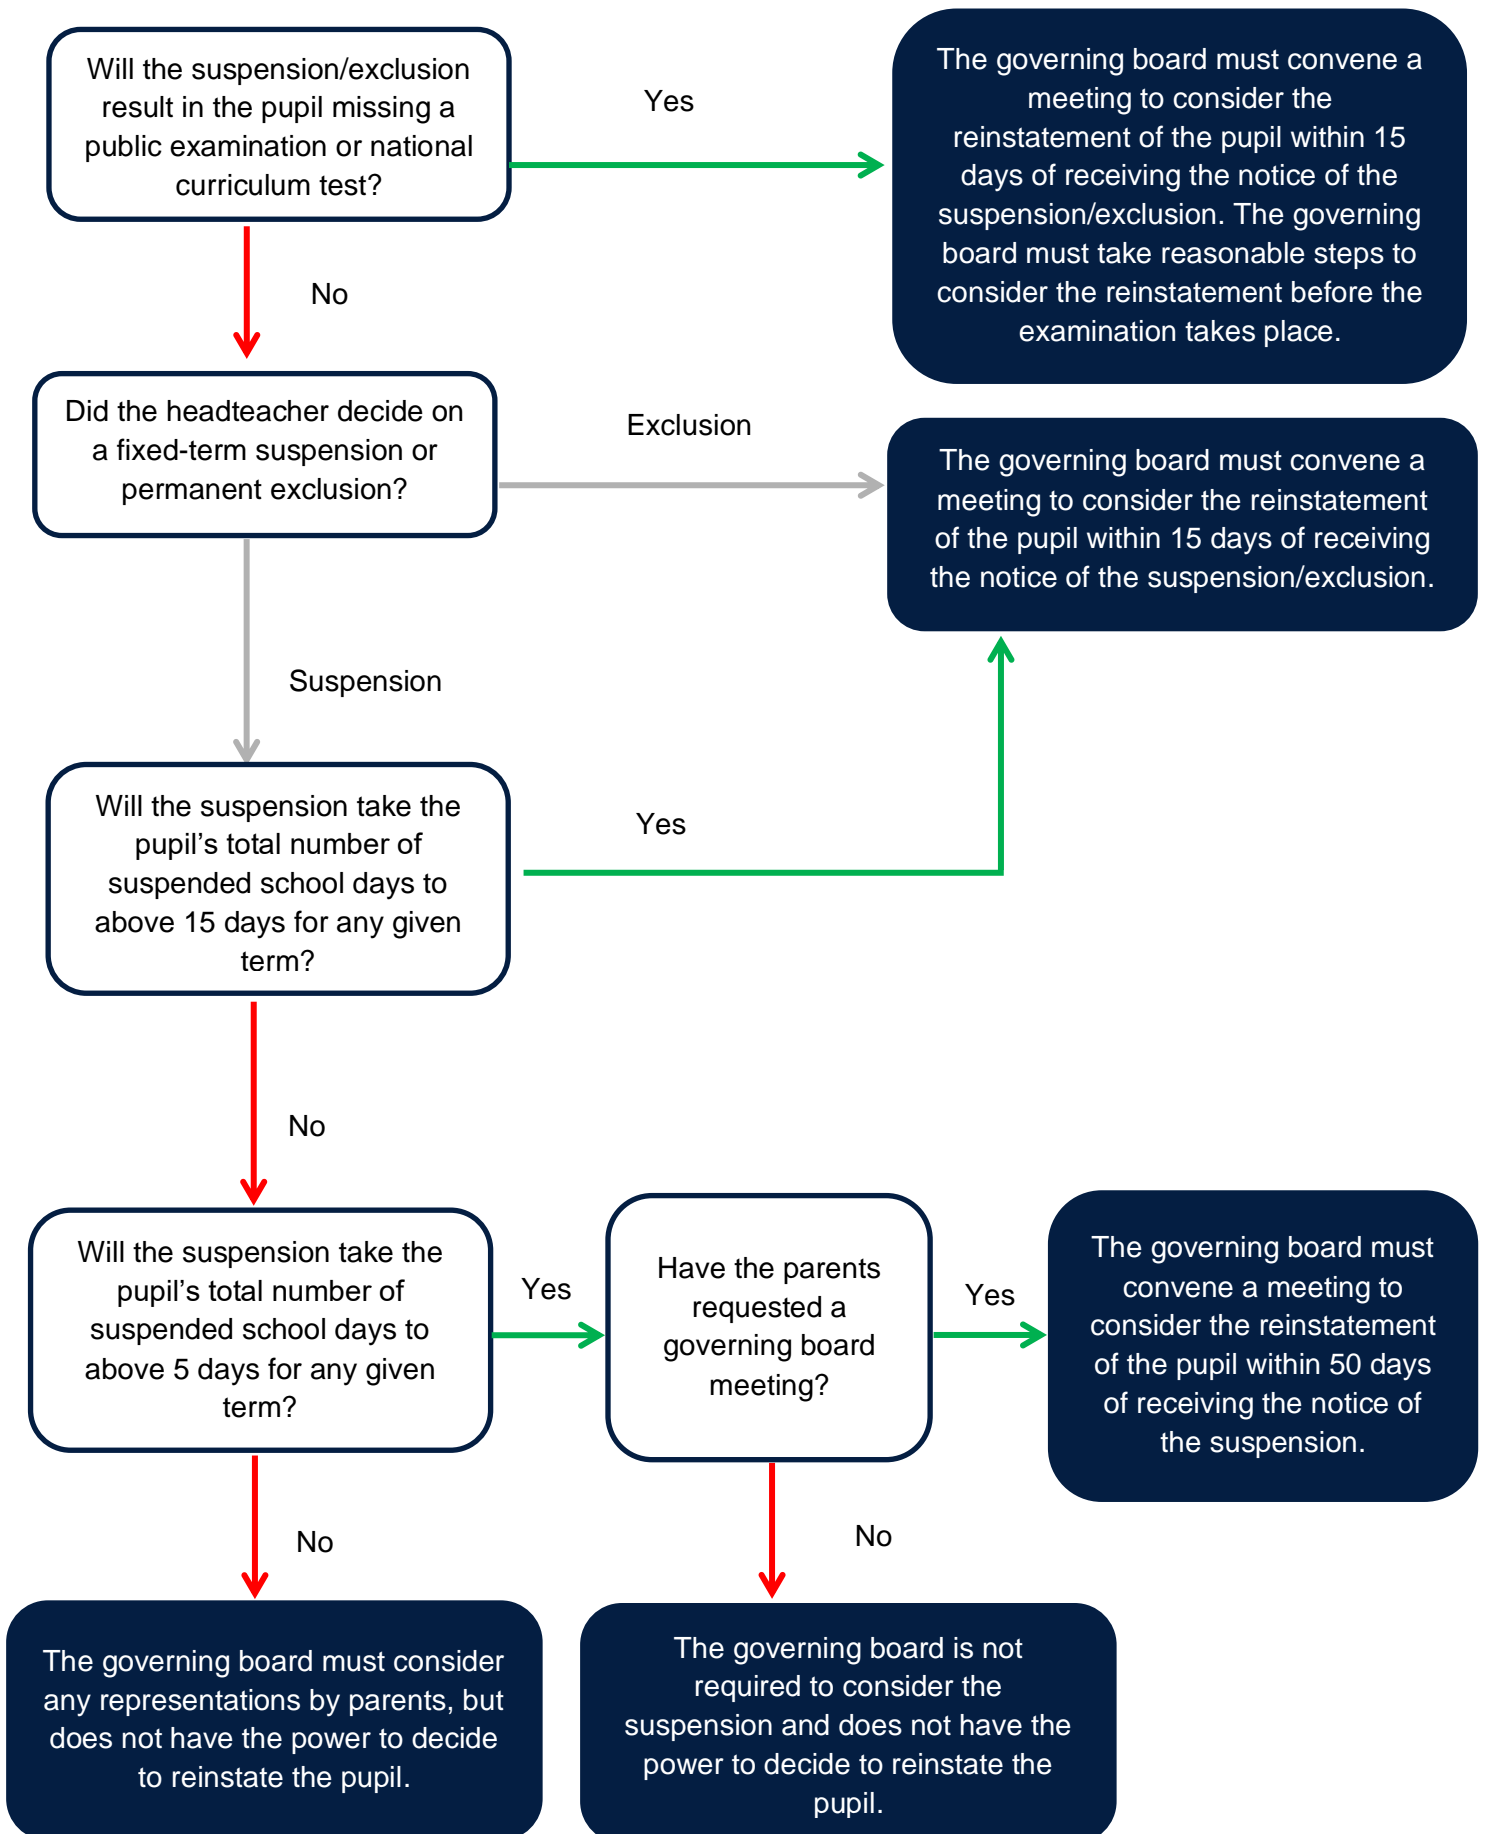 Will the suspension/exclusion
result in the pupil missing a
public examination or national
curriculum test?
Yes
The governing board must convene a
meeting to consider the
reinstatement of the pupil within 15
days of receiving the notice of the
suspension/exclusion. The governing
board must take reasonable steps to
consider the reinstatement before the
examination takes place.
No
Did the headteacher decide on
a fixed-term suspension or
permanent exclusion?
Exclusion
The governing board must convene a
meeting to consider the reinstatement
of the pupil within 15 days of receiving
the notice of the suspension/exclusion.
Suspension
Will the suspension take the
pupil’s total number of
suspended school days to
above 15 days for any given
term?
Yes
No
Will the suspension take the
pupil’s total number of
suspended school days to
above 5 days for any given
term?
Yes
Have the parents
requested a
governing board
meeting?
Yes
The governing board must
convene a meeting to
consider the reinstatement
of the pupil within 50 days
of receiving the notice of
the suspension.
No
No
The governing board must consider
any representations by parents, but
does not have the power to decide
to reinstate the pupil.
The governing board is not
required to consider the
suspension and does not have the
power to decide to reinstate the
pupil.